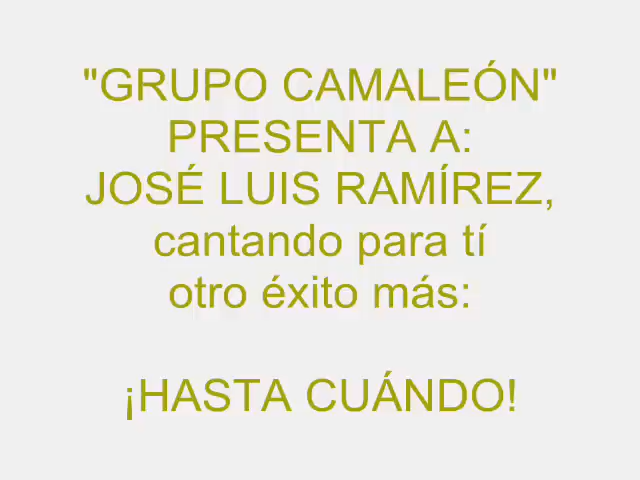 "GRUPO CAMALEÓN"
PRESENTA A:
JOSÉ LUIS RAMÍREZ,
cantando para tí
otro éxito más:
¡HASTA CUÁNDO!